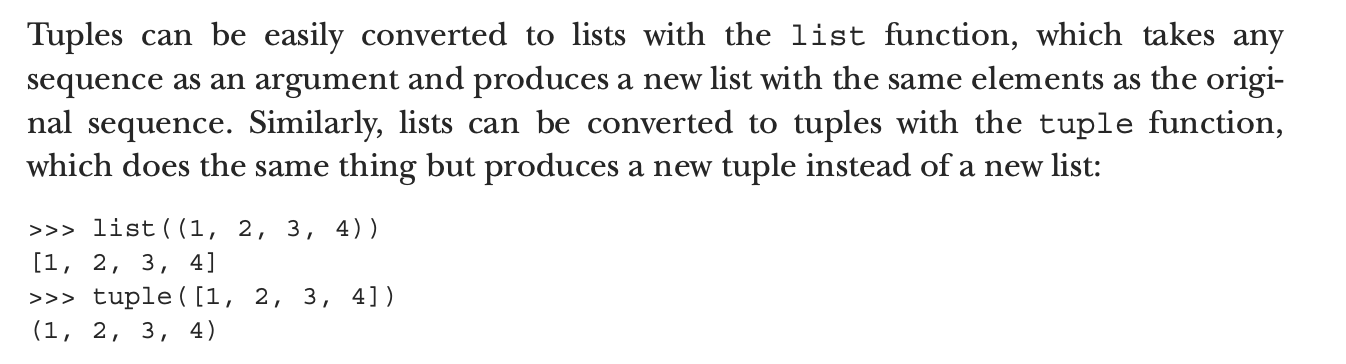 Tuples can be easily converted to lists with the list function, which takes any
sequence as an argument and produces a new list with the same elements as the origi-
nal sequence. Similarly, lists can be converted to tuples with the tuple function,
which does the same thing but produces a new tuple instead of a new list:
>>> list((1, 2, 3, 4))
[1, 2, 3, 4]
>>> tuple([1, 2, 3, 4])
(1, 2, 3, 4)